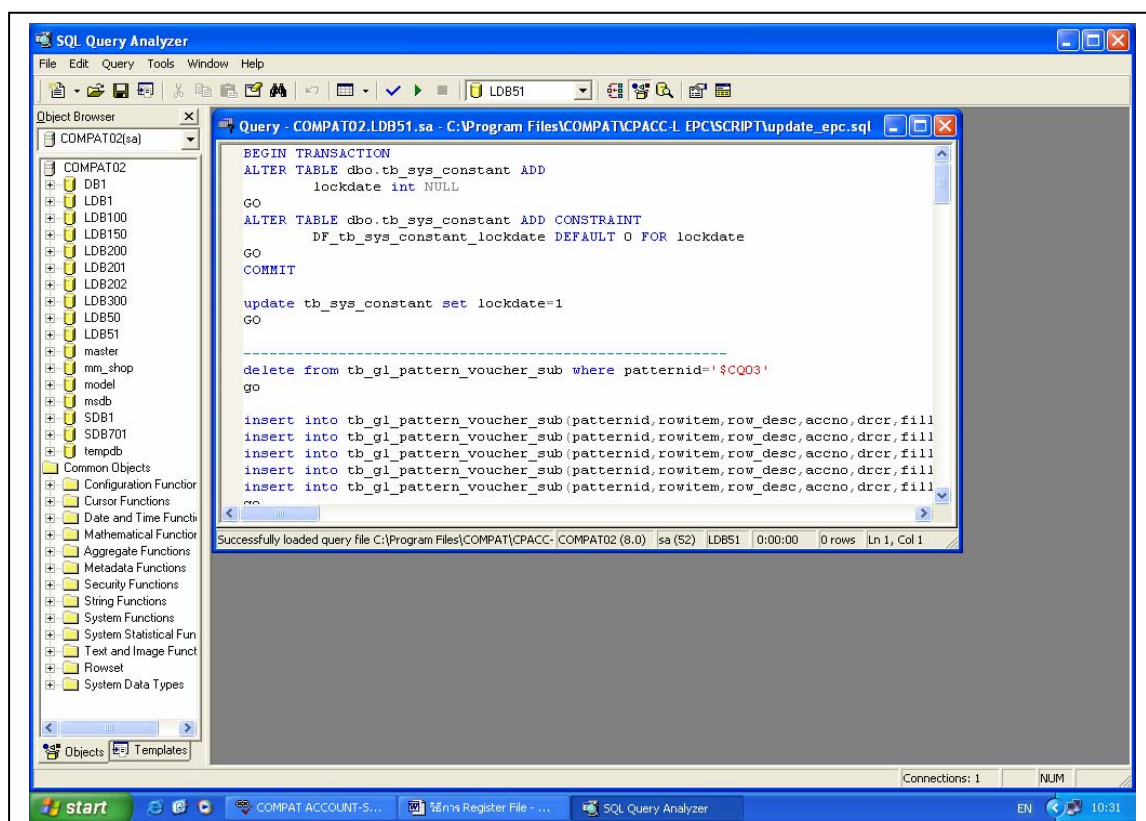 SQL Query Analyzer
File Edit Query Tools Window Help
LDB51
Object Browser
COMPAT02(sa)
COMPAT02
DB1
LDB1
LDB100
LDB150
LDB200
LDB201
LDB202
LDB300
LDB50
LDB51
master
mm_shop
model
msdb
SDB1
SDB701
tempdb
Common Objects
Configuration Function
Cursor Functions
Date and Time Functi
Mathematical Function
Aggregate Functions
Metadata Functions
Security Functions
String Functions
System Functions
System Statistical Fun
Text and Image Funct
Rowset
System Data Types
Objects Templates
Query - COMPAT02.LDB51.sa - C:\Program Files\COMPAT\CPACC-L EPC\SCRIPT\update_epc.sql
BEGIN TRANSACTION
ALTER TABLE dbo.tb_sys_constant ADD
lockdate int NULL
GO
ALTER TABLE dbo.tb_sys_constant ADD CONSTRAINT
DF_tb_sys_constant_lockdate DEFAULT 0 FOR lockdate
GO
COMMIT
update tb_sys_constant set lockdate=1
GO
-------------------------------------------------------
delete from tb_gl_pattern_voucher_sub where patternid='$CQ03'
go
insert into tb_gl_pattern_voucher_sub(patternid,rowitem,row_desc,accno,drcr,fill
insert into tb_gl_pattern_voucher_sub(patternid,rowitem,row_desc,accno,drcr,fill
insert into tb_gl_pattern_voucher_sub(patternid,rowitem,row_desc,accno,drcr,fill
insert into tb_gl_pattern_voucher_sub(patternid,rowitem,row_desc,accno,drcr,fill
insert into tb_gl_pattern_voucher_sub(patternid,rowitem,row_desc,accno,drcr,fill
go
Successfully loaded query file C:\Program Files\COMPAT\CPACC- COMPAT02 (8.0) sa (52) LDB51 0:00:00 0 rows Ln 1, Col 1
Connections: 1 NUM
start COMPAT ACCOUNT-S... วิธีการ Register File - ... SQL Query Analyzer EN 10:31